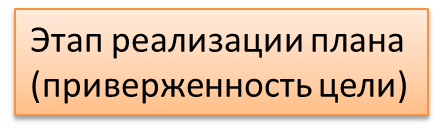 Этап реализации плана
(приверженность цели)